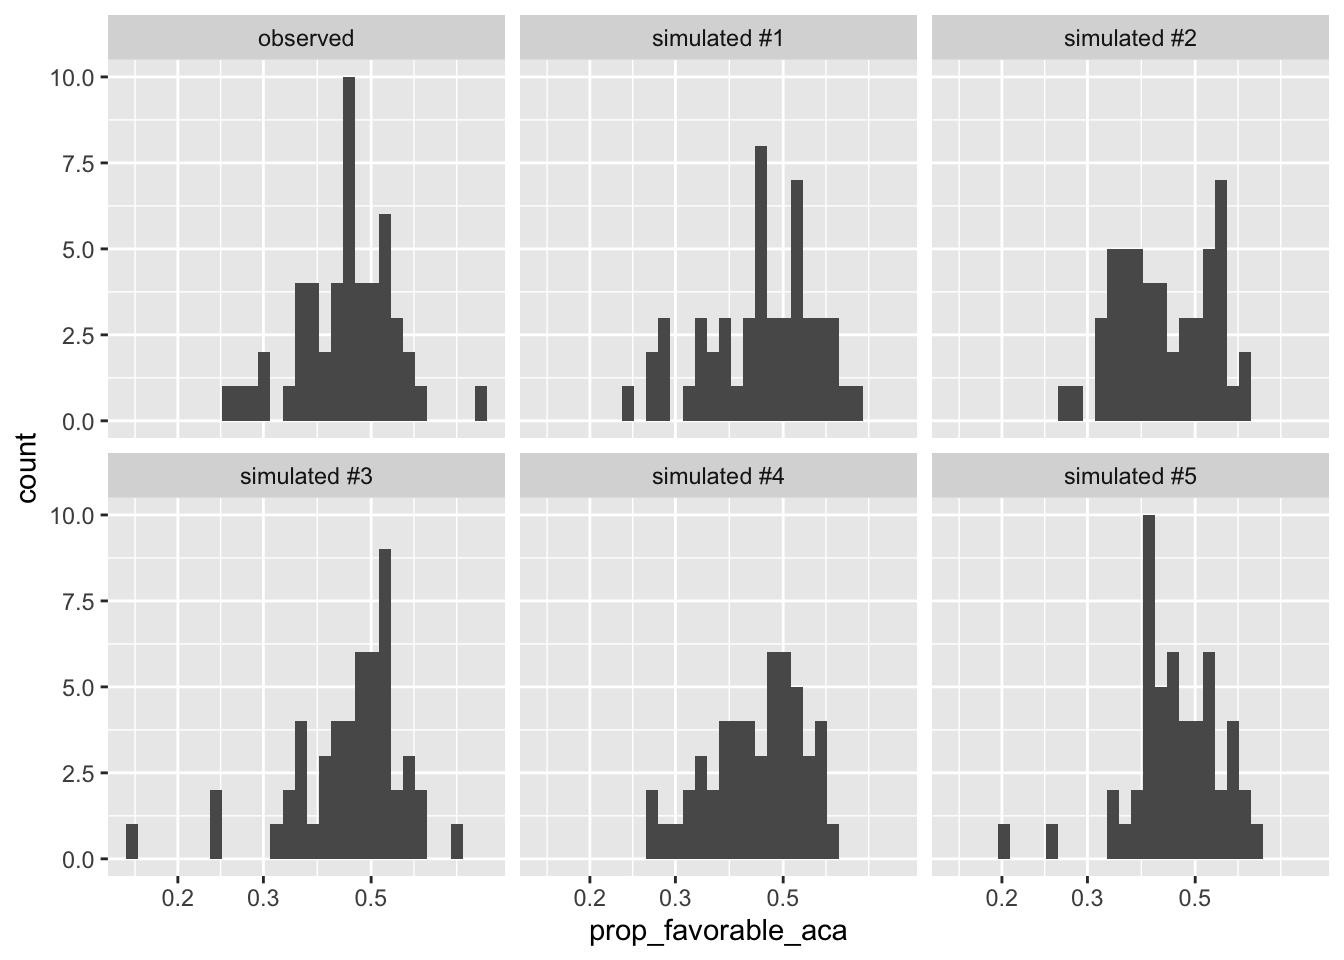 observed
simulated #1
simulated #2
10.0
7.5
5.0
2.5
0.0
count
simulated #3
simulated #4
simulated #5
10.0
7.5
5.0
2.5
0.0
0.2 0.3 0.5
0.2 0.3 0.5
0.2 0.3 0.5
prop_favorable_aca